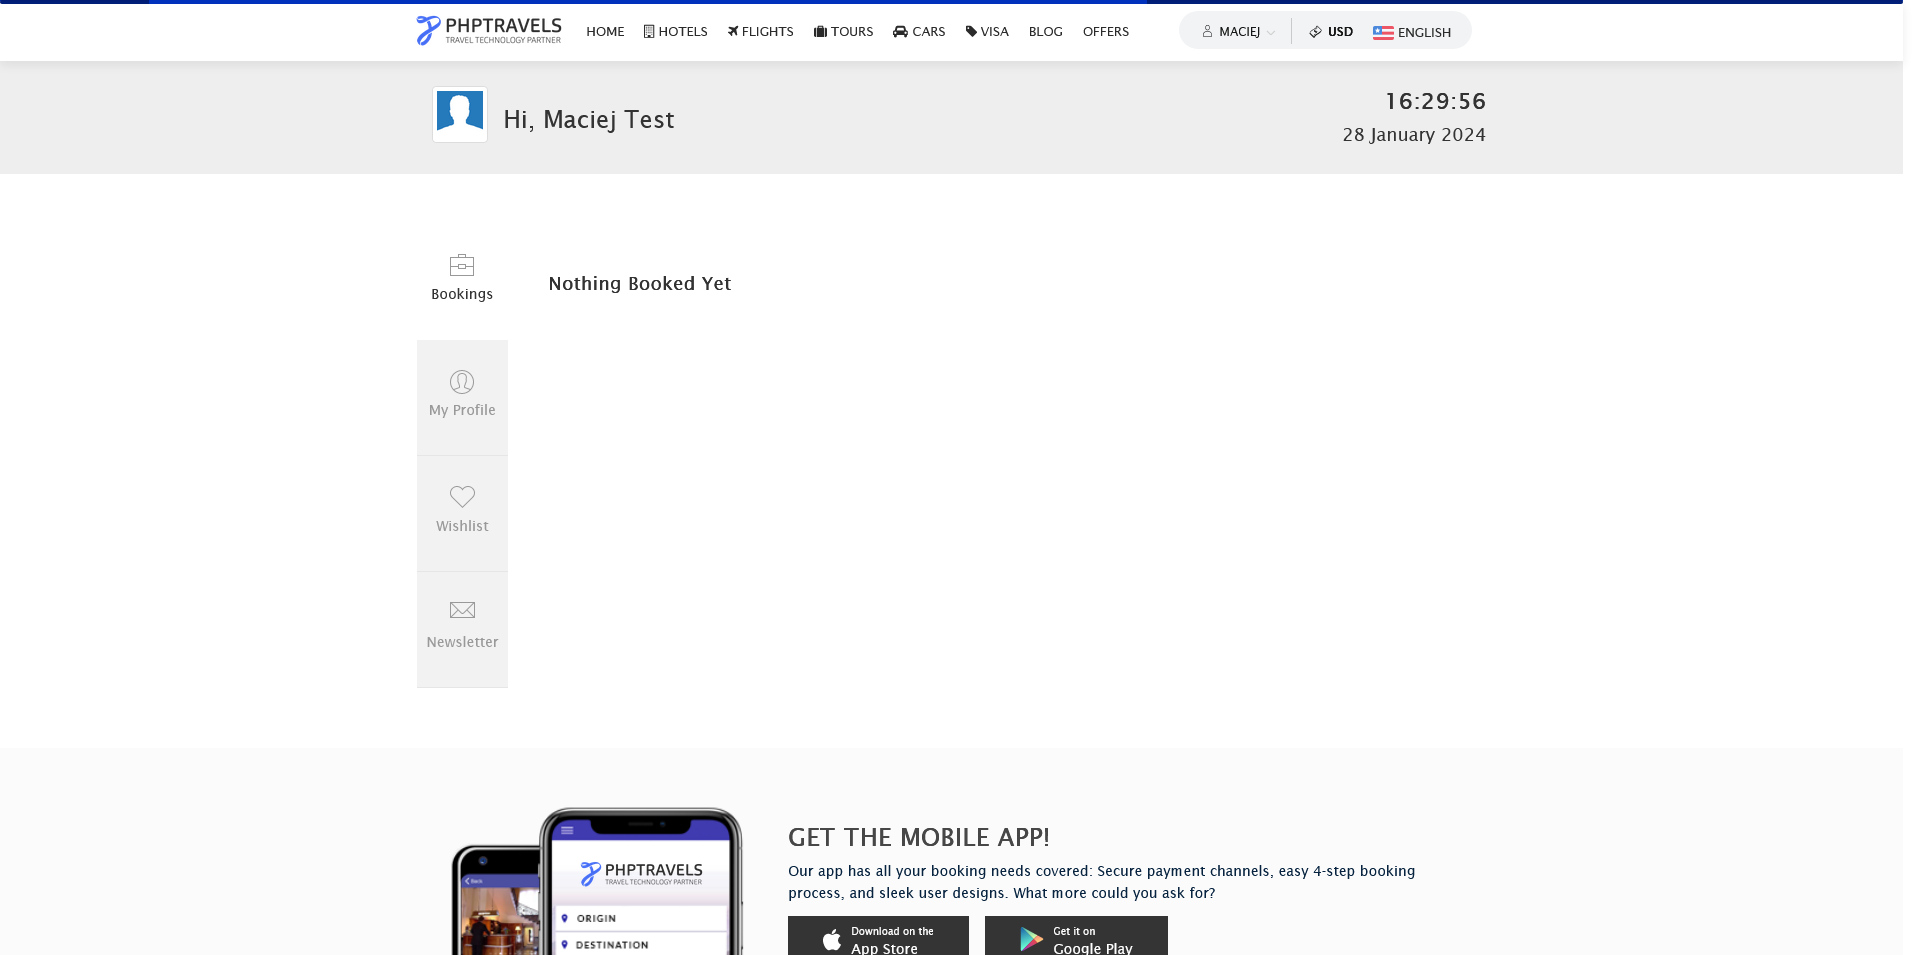 PHPTRAVELS
TRAVEL TECHNOLOGY PARTNER
HOME HOTELS FLIGHTS TOURS CARS VISA BLOG OFFERS
MACIEJ USD ENGLISH
Hi, Maciej Test
16:29:56
28 January 2024
Bookings
Nothing Booked Yet
My Profile
Wishlist
Newsletter
Back
PHPTRAVELS
TRAVEL TECHNOLOGY PARTNER
ORIGIN
DESTINATION
GET THE MOBILE APP!
Our app has all your booking needs covered: Secure payment channels, easy 4-step booking
process, and sleek user designs. What more could you ask for?
Download on the
App Store
Get it on
Google Play